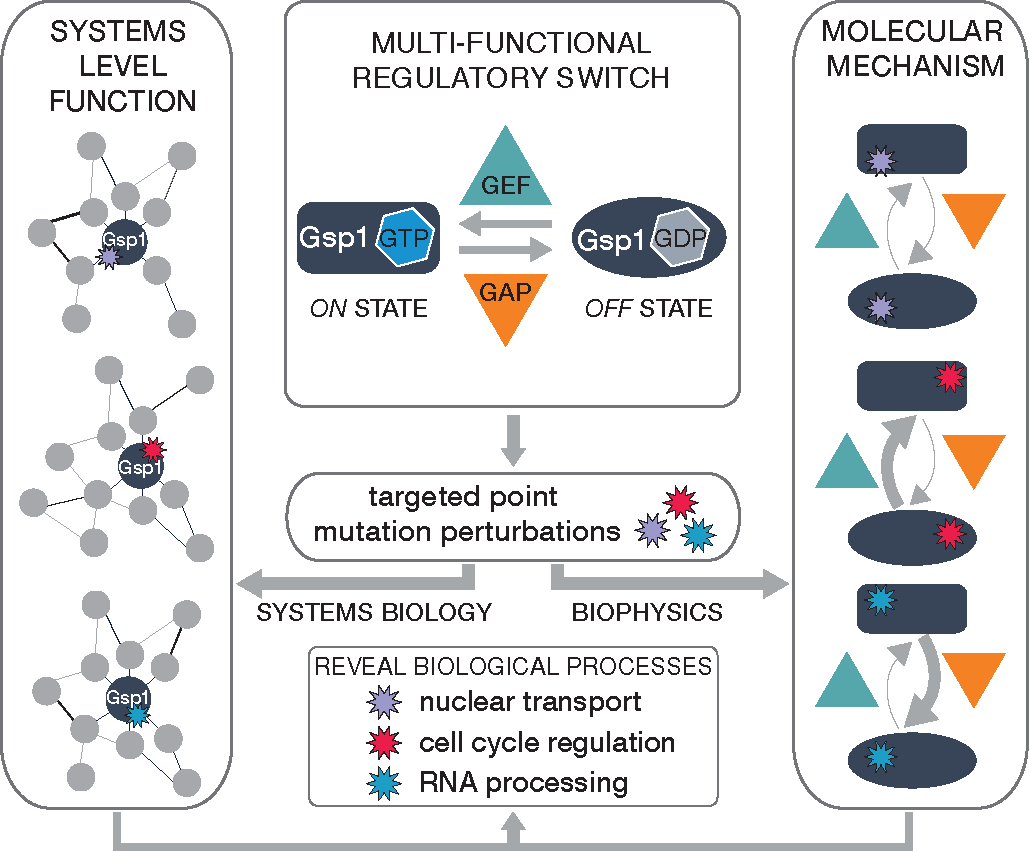 SYSTEMS
LEVEL
FUNCTION
Gsp1
Gsp1
Gsp1
MULTI-FUNCTIONAL
REGULATORY SWITCH
GEF
Gsp1 GTP
Gsp1 GDP
GAP
ON STATE
OFF STATE
targeted point
mutation perturbations
SYSTEMS BIOLOGY
BIOPHYSICS
REVEAL BIOLOGICAL PROCESSES
nuclear transport
cell cycle regulation
RNA processing
MOLECULAR
MECHANISM